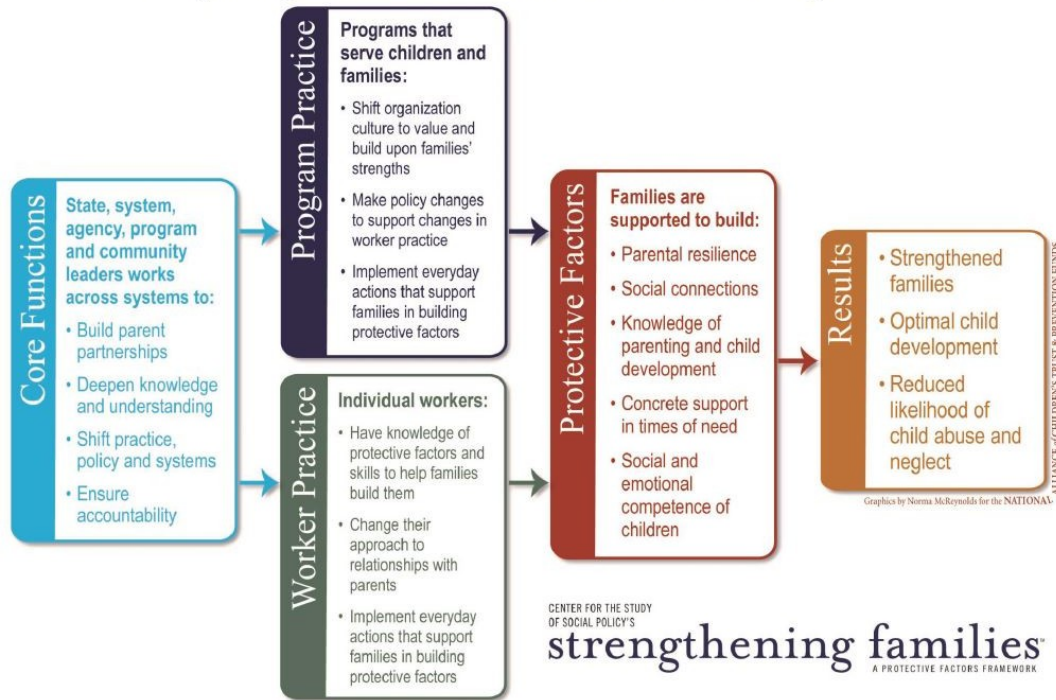 Core Functions
State, system,
agency, program
and community
leaders works
across systems to:
• Build parent
partnerships
• Deepen knowledge
and understanding
• Shift practice,
policy and systems
• Ensure
accountability
Program Practice
Programs that
serve children and
families:
• Shift organization
culture to value and
build upon families'
strengths
• Make policy changes
to support changes in
worker practice
• Implement everyday
actions that support
families in building
protective factors
Worker Practice
Individual workers:
• Have knowledge of
protective factors and
skills to help families
build them
• Change their
approach to
relationships with
parents
• Implement everyday
actions that support
families in building
protective factors
Protective Factors
Families are
supported to build:
• Parental resilience
• Social connections
• Knowledge of
parenting and child
development
• Concrete support
in times of need
• Social and
emotional
competence of
children
Results
• Strengthened
families
• Optimal child
development
• Reduced
likelihood of
child abuse and
neglect
Graphics by Norma McReynolds for the NATIONAL
ALLIANCE of CHILDREN'S TRUST & PREVENTION FUNDS
CENTER FOR THE STUDY
OF SOCIAL POLICY'S
strengthening families™
A PROTECTIVE FACTORS FRAMEWORK